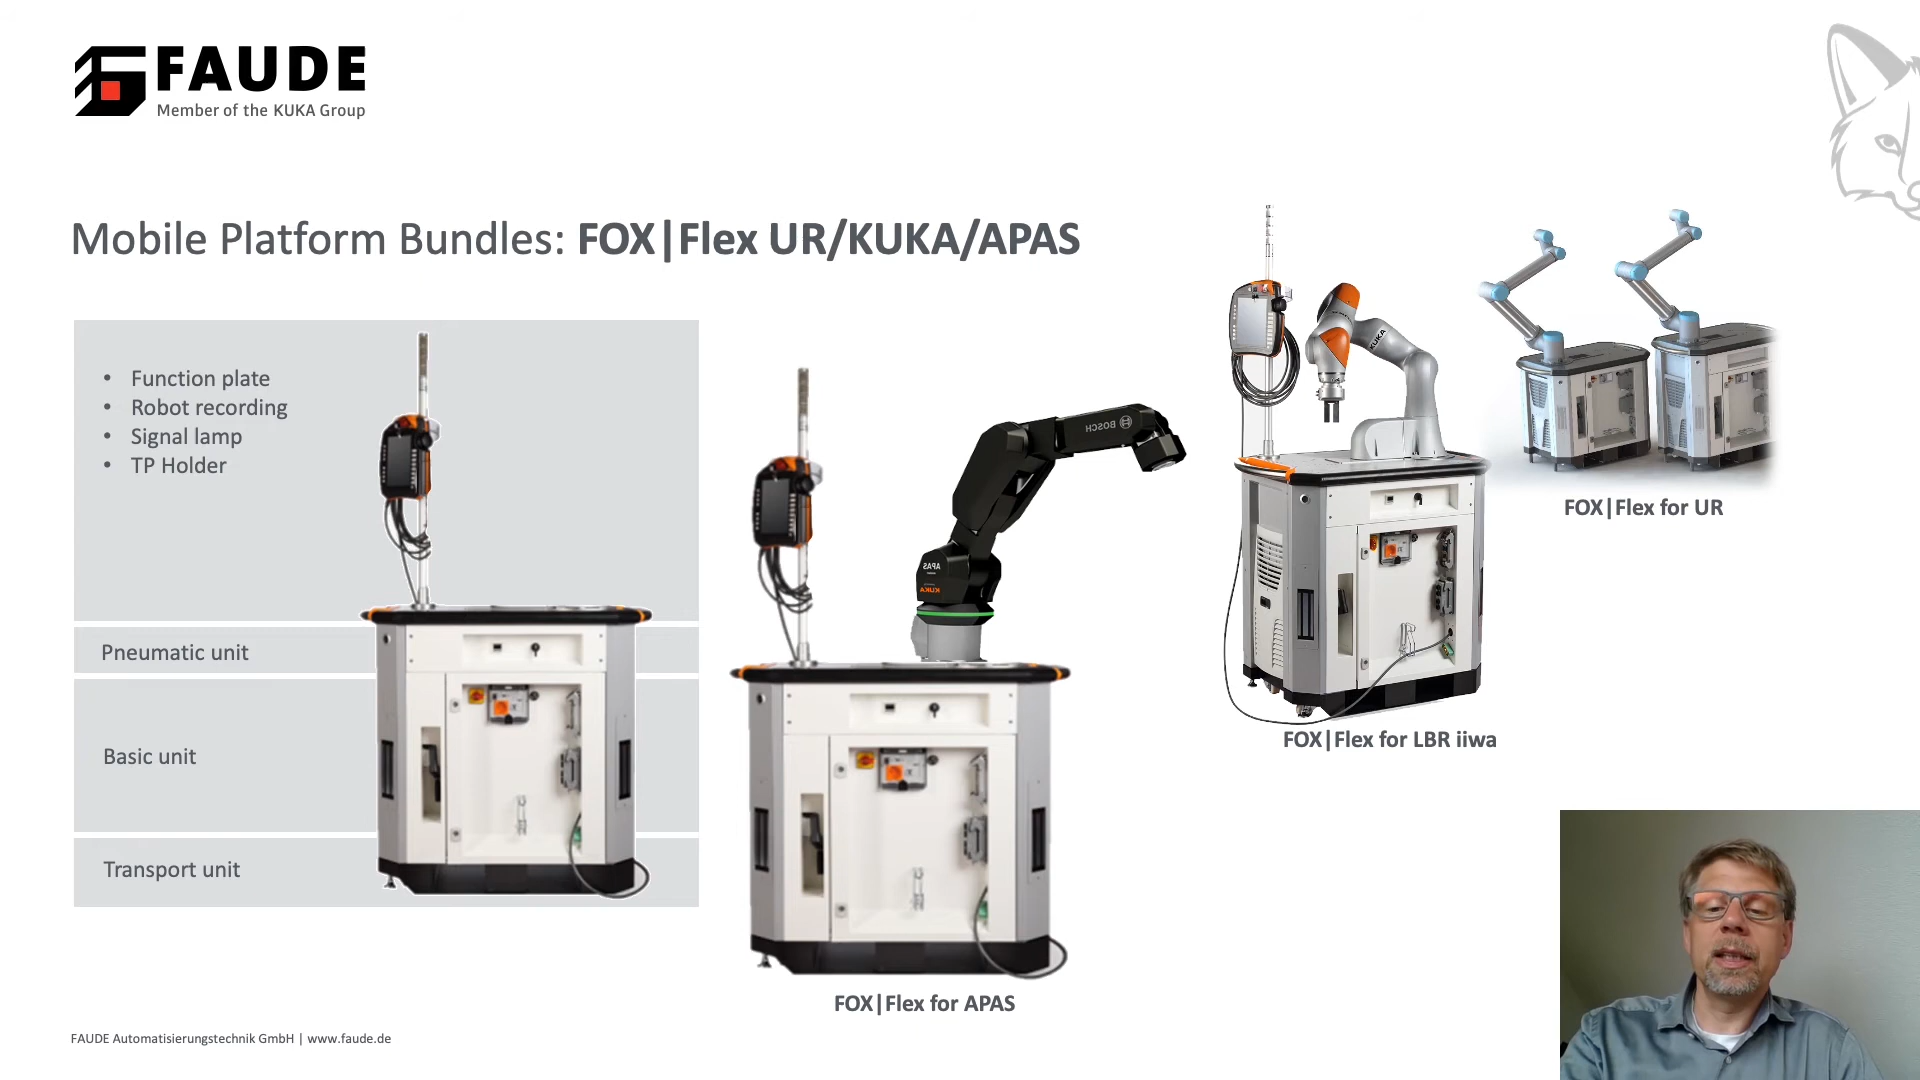 FAUDE
Member of the KUKA Group
Mobile Platform Bundles: FOX|Flex UR/KUKA/APAS
• Function plate
• Robot recording
• Signal lamp
• TP Holder
Pneumatic unit
Basic unit
Transport unit
BOSCH
APAS
KUKA
FOX|Flex for APAS
KUKA
FOX|Flex for LBR iiwa
FOX|Flex for UR
FAUDE Automatisierungstechnik GmbH | www.faude.de